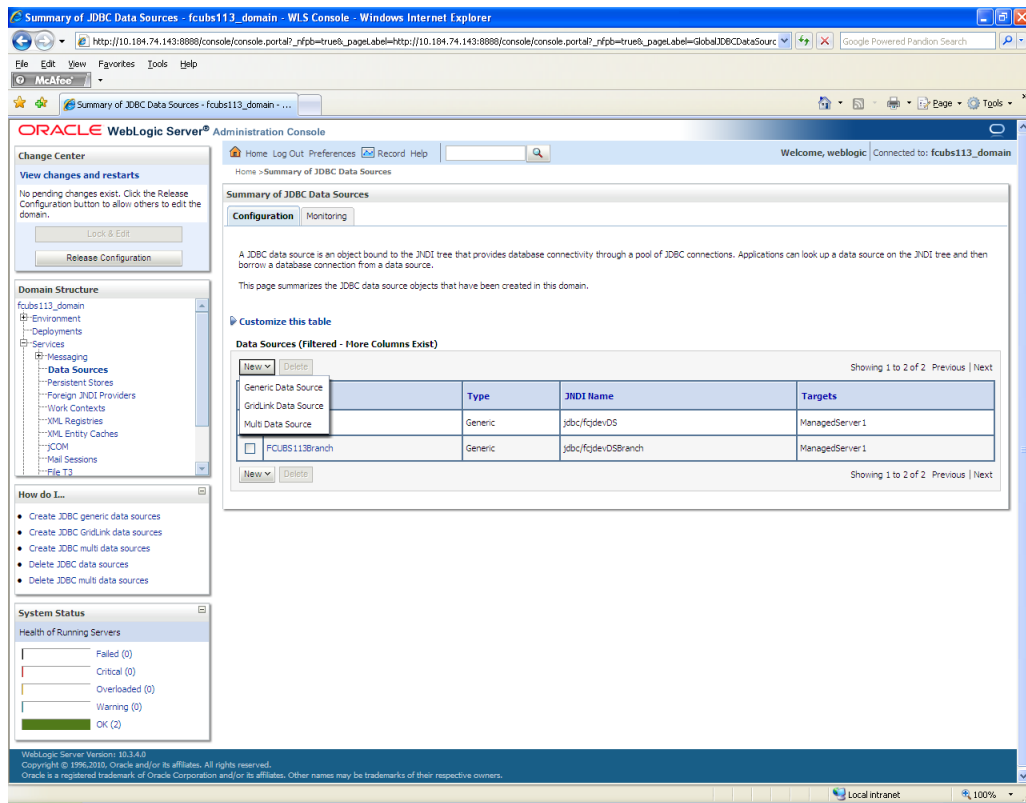 Summary of JDBC Data Sources - fcubs113_domain - WLS Console - Windows Internet Explorer
http://10.184.74.143:8888/console/console.portal?_nfpb=true&_pageLabel=http://10.184.74.143:8888/console/console.portal?_nfpb=true&_pageLabel=GlobalJDBCDataSourc
Google Powered Pandion Search
File Edit View Favorites Tools Help
McAfee
Summary of JDBC Data Sources - fcubs113_domain - ...
Page Tools
ORACLE WebLogic Server® Administration Console
Change Center
View changes and restarts
No pending changes exist. Click the Release
Configuration button to allow others to edit the
domain.
Lock & Edit
Release Configuration
Domain Structure
fcubs113_domain
Environment
Deployments
Services
Messaging
Data Sources
Persistent Stores
Foreign JNDI Providers
Work Contexts
XML Registries
XML Entity Caches
jCOM
Mail Sessions
File T3
How do I...
Create JDBC generic data sources
Create JDBC GridLink data sources
Create JDBC multi data sources
Delete JDBC data sources
Delete JDBC multi data sources
System Status
Health of Running Servers
Failed (0)
Critical (0)
Overloaded (0)
Warning (0)
OK (2)
Home Log Out Preferences Record Help
Welcome, weblogic Connected to: fcubs113_domain
Home >Summary of JDBC Data Sources
Summary of JDBC Data Sources
Configuration Monitoring
A JDBC data source is an object bound to the JNDI tree that provides database connectivity through a pool of JDBC connections. Applications can look up a data source on the JNDI tree and then
borrow a database connection from a data source.
This page summarizes the JDBC data source objects that have been created in this domain.
Customize this table
Data Sources (Filtered - More Columns Exist)
New Delete Showing 1 to 2 of 2 Previous | Next
Generic Data Source
GridLink Data Source
Multi Data Source
Type JNDI Name Targets
Generic jdbc/fcjdevDS ManagedServer1
FCUBS113Branch Generic jdbc/fcjdevDSBranch ManagedServer1
New Delete Showing 1 to 2 of 2 Previous | Next
WebLogic Server Version: 10.3.4.0
Copyright © 1996,2010, Oracle and/or its affiliates. All rights reserved.
Oracle is a registered trademark of Oracle Corporation and/or its affiliates. Other names may be trademarks of their respective owners.
Local intranet 100%